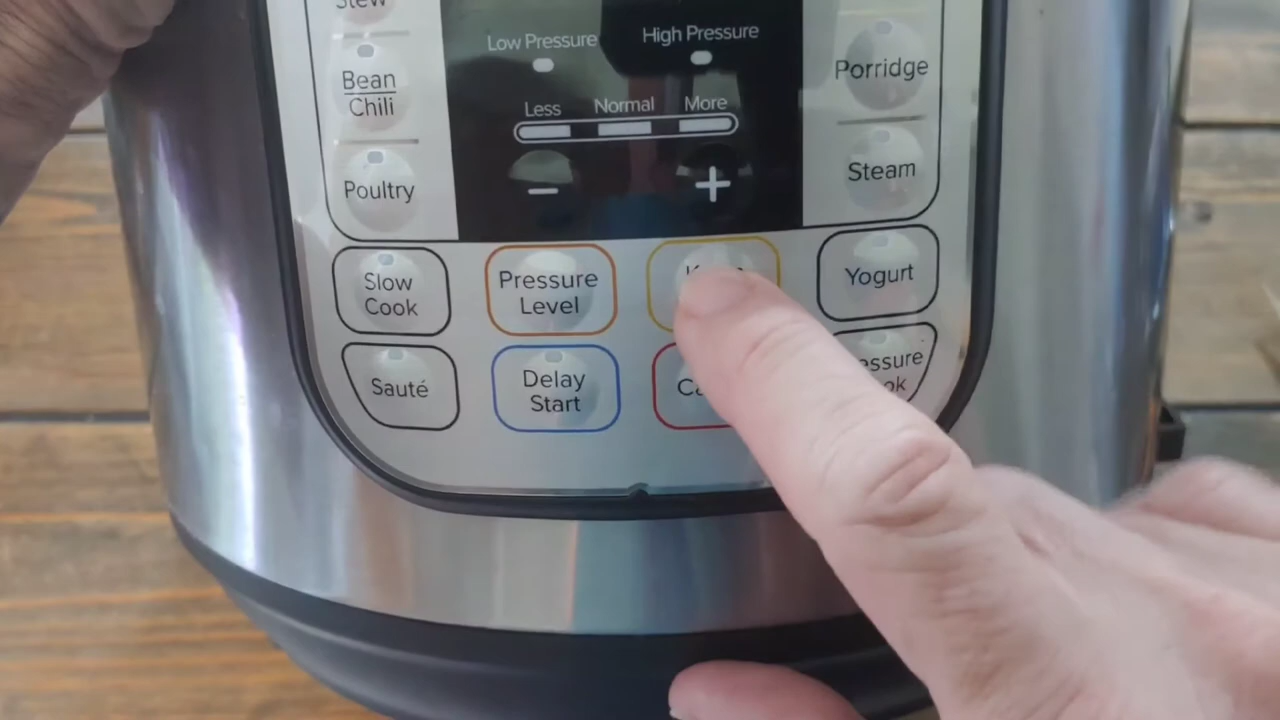 Stew
Low Pressure
High Pressure
Bean
Chili
Porridge
Less Normal More
Poultry
− +
Steam
Slow
Cook
Pressure
Level
Yogurt
Sauté
Delay
Start